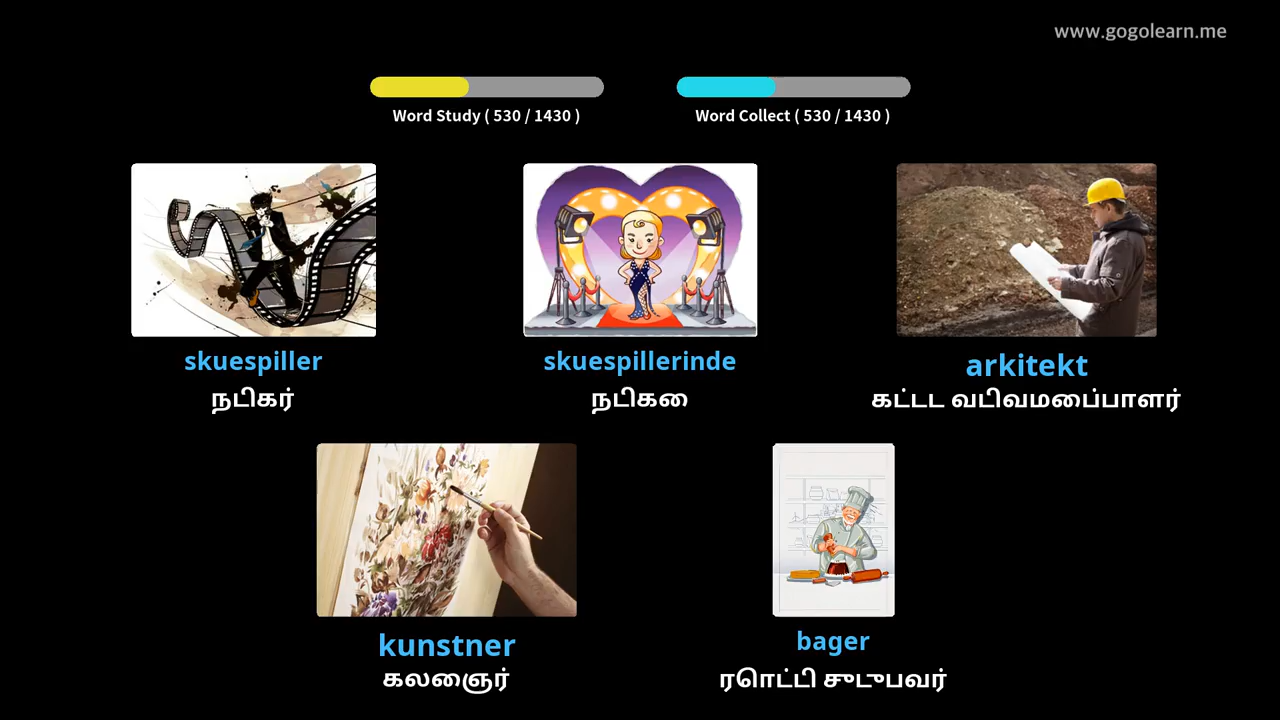 www.gogolearn.me
Word Study ( 530 / 1430 )
Word Collect ( 530 / 1430 )
skuespiller
நடிகர்
skuespillerinde
நடிகை
arkitekt
கட்டட வடிவமைப்பாளர்
kunstner
கலைஞர்
bager
ரொட்டி சுடுபவர்